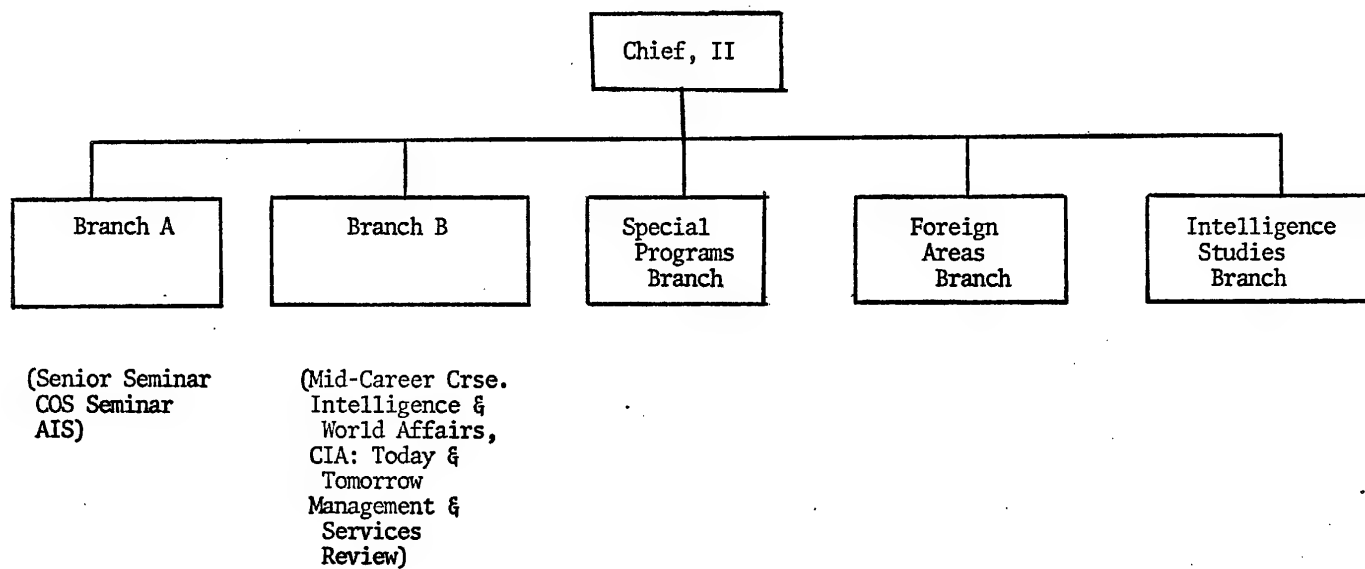 Chief, II
Branch A
Branch B
Special
Programs
Branch
Foreign
Areas
Branch
Intelligence
Studies
Branch
(Senior Seminar
COS Seminar
AIS)
(Mid-Career Crse.
Intelligence &
World Affairs,
CIA: Today &
Tomorrow
Management &
Services
Review)